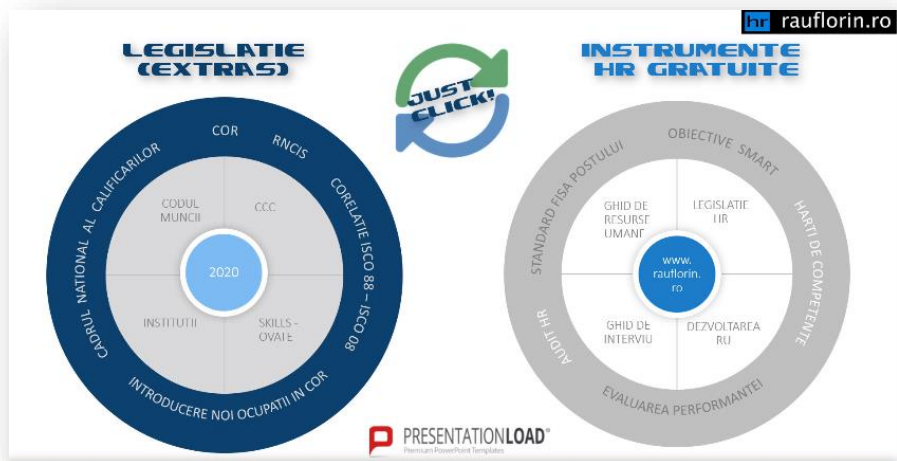 hr rauflorin.ro
LEGISLATIE
(EXTRAS)
JUST
CLICK!
INSTRUMENTE
HR GRATUITE
CADRUL NATIONAL AL CALIFICARILOR
COR
RNCIS
CORELATIE ISCO 88 – ISCO 08
INTRODUCERE NOI OCUPATII IN COR
CODUL
MUNCII
CCC
2020
INSTITUTII
SKILLS -
OVATE
STANDARD FISA POSTULUI
OBIECTIVE SMART
HARTI DE COMPETENTE
EVALUAREA PERFORMANTEI
AUDIT HR
GHID DE
RESURSE
UMANE
LEGISLATIE
HR
www.
rauflorin.
ro
GHID DE
INTERVIU
DEZVOLTAREA
RU
PRESENTATIONLOAD®
Premium PowerPoint Templates